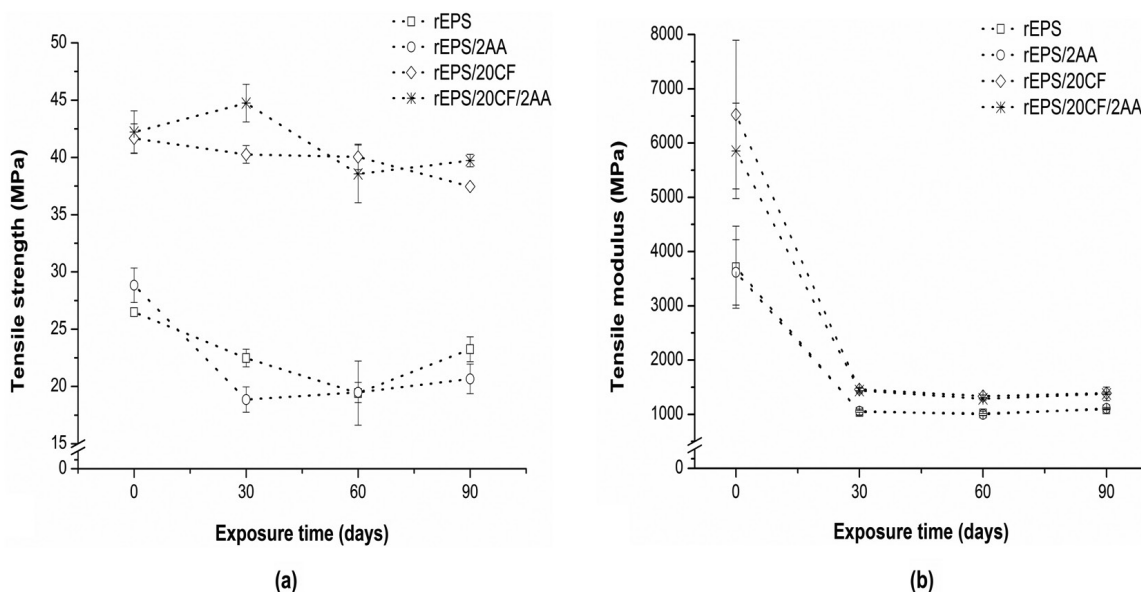 rEPS
rEPS/2AA
rEPS/20CF
rEPS/20CF/2AA
50
45
40
35
30
25
20
15
0
Tensile strength (MPa)
0 30 60 90
Exposure time (days)
(a)
rEPS
rEPS/2AA
rEPS/20CF
rEPS/20CF/2AA
8000
7000
6000
5000
4000
3000
2000
1000
0
Tensile modulus (MPa)
0 30 60 90
Exposure time (days)
(b)